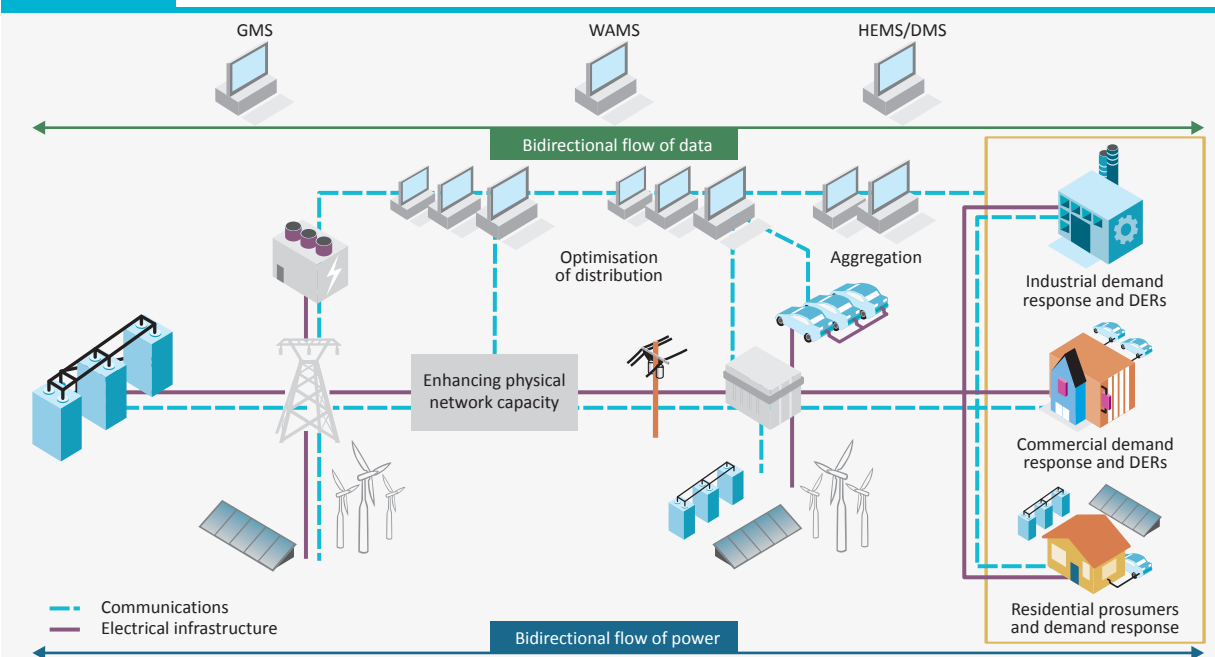 GMS
WAMS
HEMS/DMS
Bidirectional flow of data
Optimisation
of distribution
Aggregation
Industrial demand
response and DERs
Enhancing physical
network capacity
Commercial demand
response and DERs
Communications
Electrical infrastructure
Residential prosumers
and demand response
Bidirectional flow of power